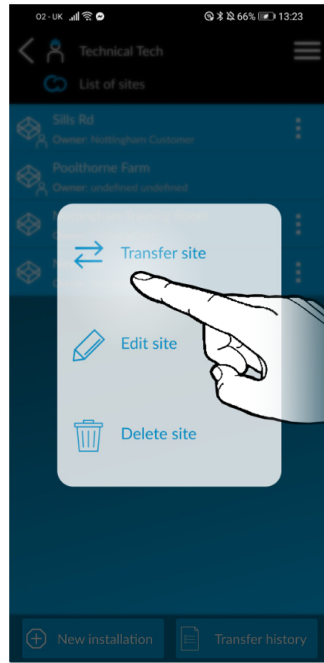 O2-UK 66% 13:23
Technical Tech
List of sites
Sills Rd
Owner: Nottingham Customer
Poolthorne Farm
Owner: undefined undefined
Transfer site
Edit site
Delete site
New installation Transfer history